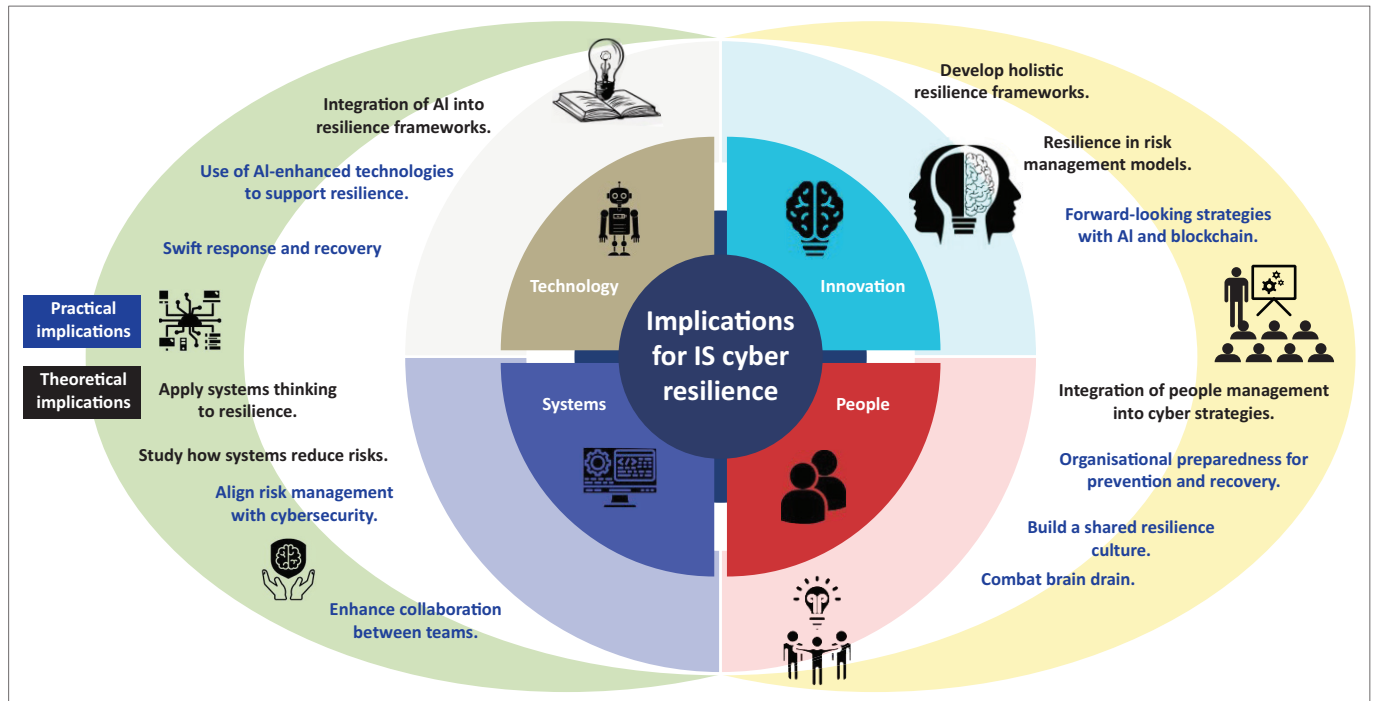 Integration of AI into
resilience frameworks.
Use of AI-enhanced technologies
to support resilience.
Swift response and recovery
Practical
implications
Theoretical
implications
Apply systems thinking
to resilience.
Study how systems reduce risks.
Align risk management
with cybersecurity.
Enhance collaboration
between teams.
Technology
Innovation
Implications
for IS cyber
resilience
Systems
People
Develop holistic
resilience frameworks.
Resilience in risk
management models.
Forward-looking strategies
with AI and blockchain.
Integration of people management
into cyber strategies.
Organisational preparedness for
prevention and recovery.
Build a shared resilience
culture.
Combat brain drain.